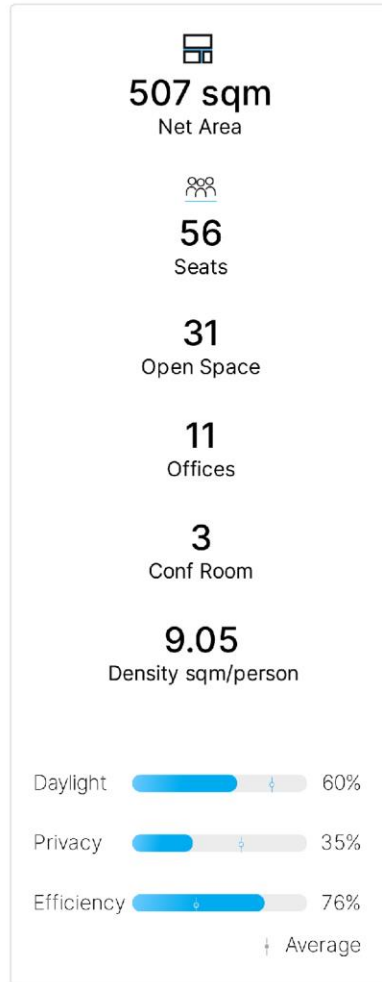 507 sqm
Net Area
56
Seats
31
Open Space
11
Offices
3
Conf Room
9.05
Density sqm/person
Daylight 60%
Privacy 35%
Efficiency 76%
Average